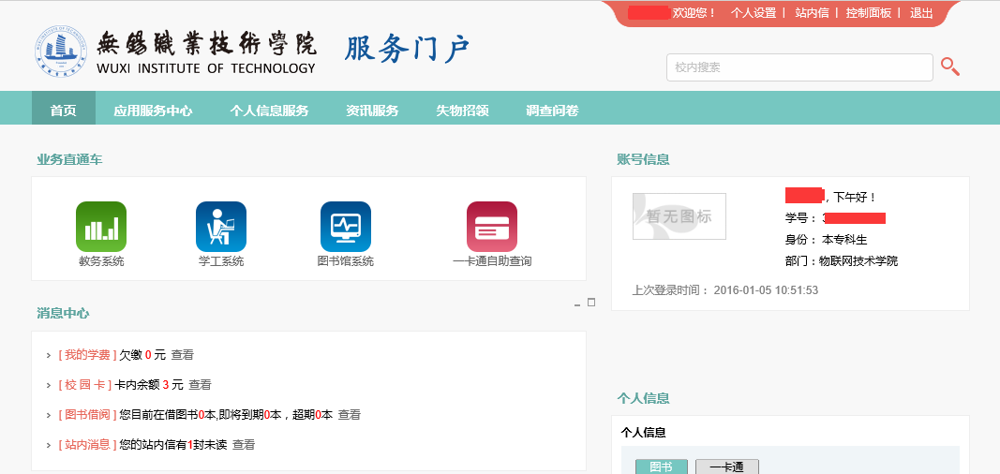 欢迎您！ 个人设置 | 站内信 | 控制面板 | 退出
無錫職業技術學院 服务门户
WUXI INSTITUTE OF TECHNOLOGY
校内搜索
首页 应用服务中心 个人信息服务 资讯服务 失物招领 调查问卷
业务直通车
教务系统 学工系统 图书馆系统 一卡通自助查询
消息中心
[ 我的学费 ] 欠缴 0 元 查看
[ 校 园 卡 ] 卡内余额 3 元 查看
[ 图书借阅 ] 您目前在借图书0本,即将到期0本，超期0本 查看
[ 站内消息 ] 您的站内信有1封未读 查看
账号信息
暂无图标
，下午好！
学号：
身份： 本专科生
部门：物联网技术学院
上次登录时间： 2016-01-05 10:51:53
个人信息
个人信息
图书 一卡通